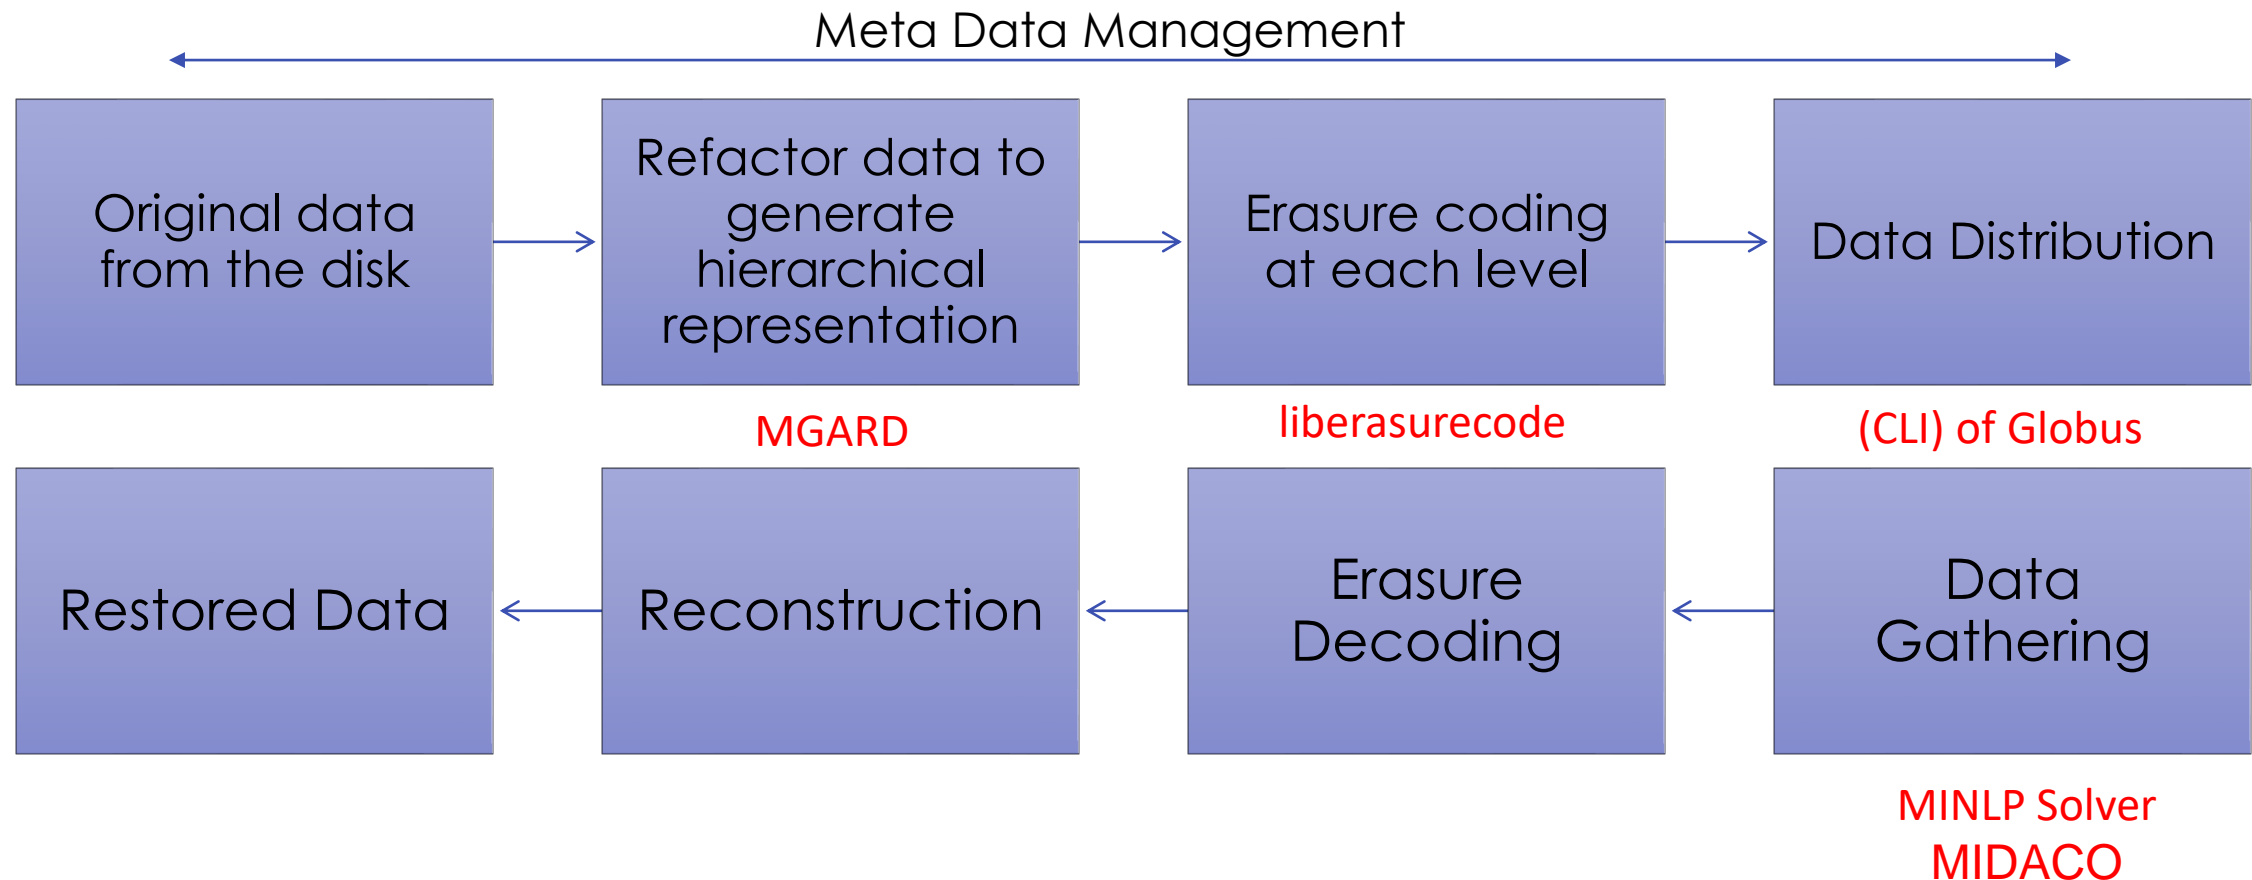 Meta Data Management
Original data
from the disk
Refactor data to
generate
hierarchical
representation
Erasure coding
at each level
Data Distribution
MGARD
liberasurecode
(CLI) of Globus
Restored Data
Reconstruction
Erasure
Decoding
Data
Gathering
MINLP Solver
MIDACO